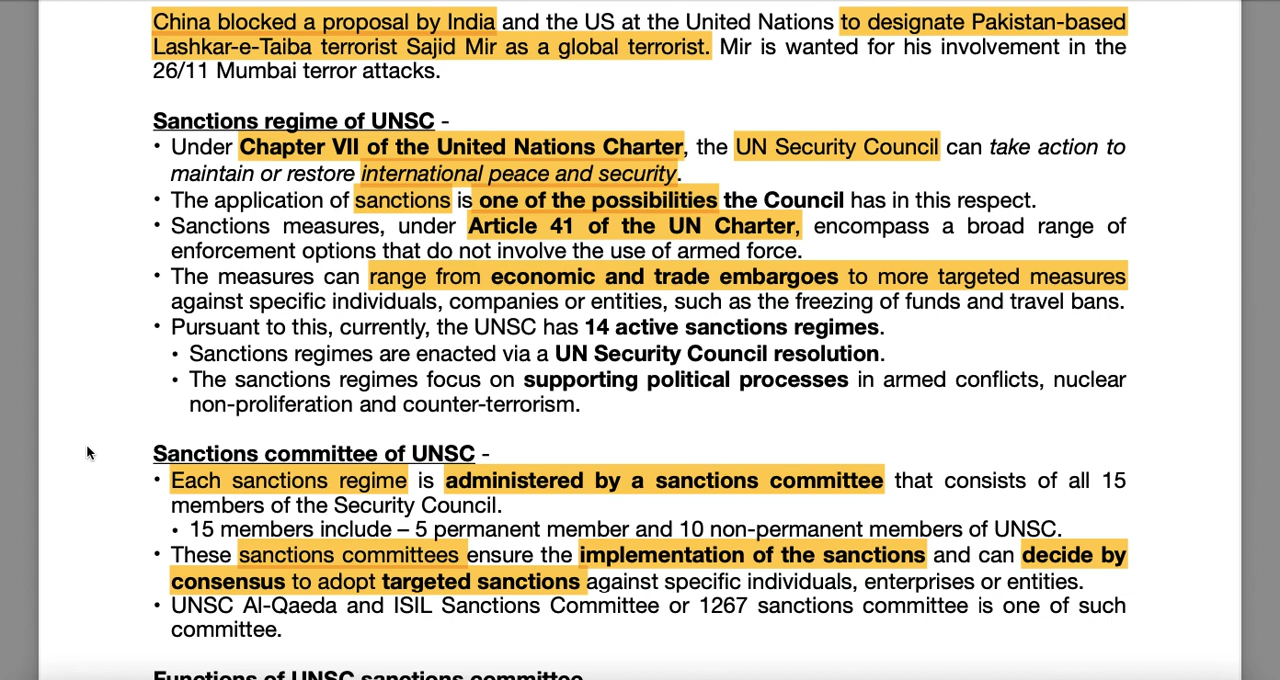 China blocked a proposal by India and the US at the United Nations to designate Pakistan-based
Lashkar-e-Taiba terrorist Sajid Mir as a global terrorist. Mir is wanted for his involvement in the
26/11 Mumbai terror attacks.
Sanctions regime of UNSC -
• Under Chapter VII of the United Nations Charter, the UN Security Council can take action to
maintain or restore international peace and security.
• The application of sanctions is one of the possibilities the Council has in this respect.
• Sanctions measures, under Article 41 of the UN Charter, encompass a broad range of
enforcement options that do not involve the use of armed force.
• The measures can range from economic and trade embargoes to more targeted measures
against specific individuals, companies or entities, such as the freezing of funds and travel bans.
• Pursuant to this, currently, the UNSC has 14 active sanctions regimes.
• Sanctions regimes are enacted via a UN Security Council resolution.
• The sanctions regimes focus on supporting political processes in armed conflicts, nuclear
non-proliferation and counter-terrorism.
Sanctions committee of UNSC -
• Each sanctions regime is administered by a sanctions committee that consists of all 15
members of the Security Council.
• 15 members include – 5 permanent member and 10 non-permanent members of UNSC.
• These sanctions committees ensure the implementation of the sanctions and can decide by
consensus to adopt targeted sanctions against specific individuals, enterprises or entities.
• UNSC Al-Qaeda and ISIL Sanctions Committee or 1267 sanctions committee is one of such
committee.
Functions of UNSC sanctions committee